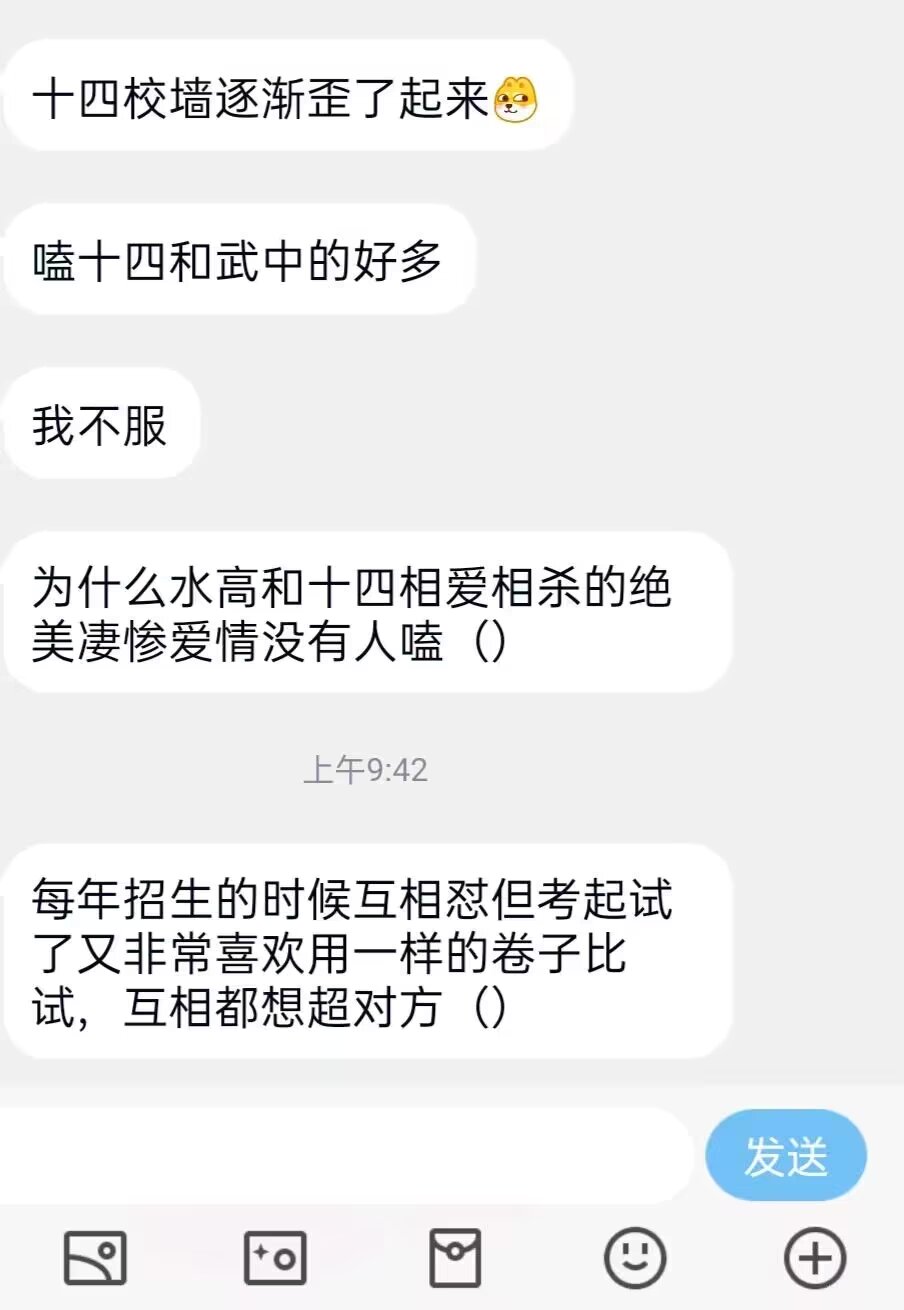 十四校墙逐渐歪了起来
嗑十四和武中的好多
我不服
为什么水高和十四相爱相杀的绝
美凄惨爱情没有人嗑（）
上午9:42
每年招生的时候互相怼但考起试
了又非常喜欢用一样的卷子比
试，互相都想超对方（）
发送